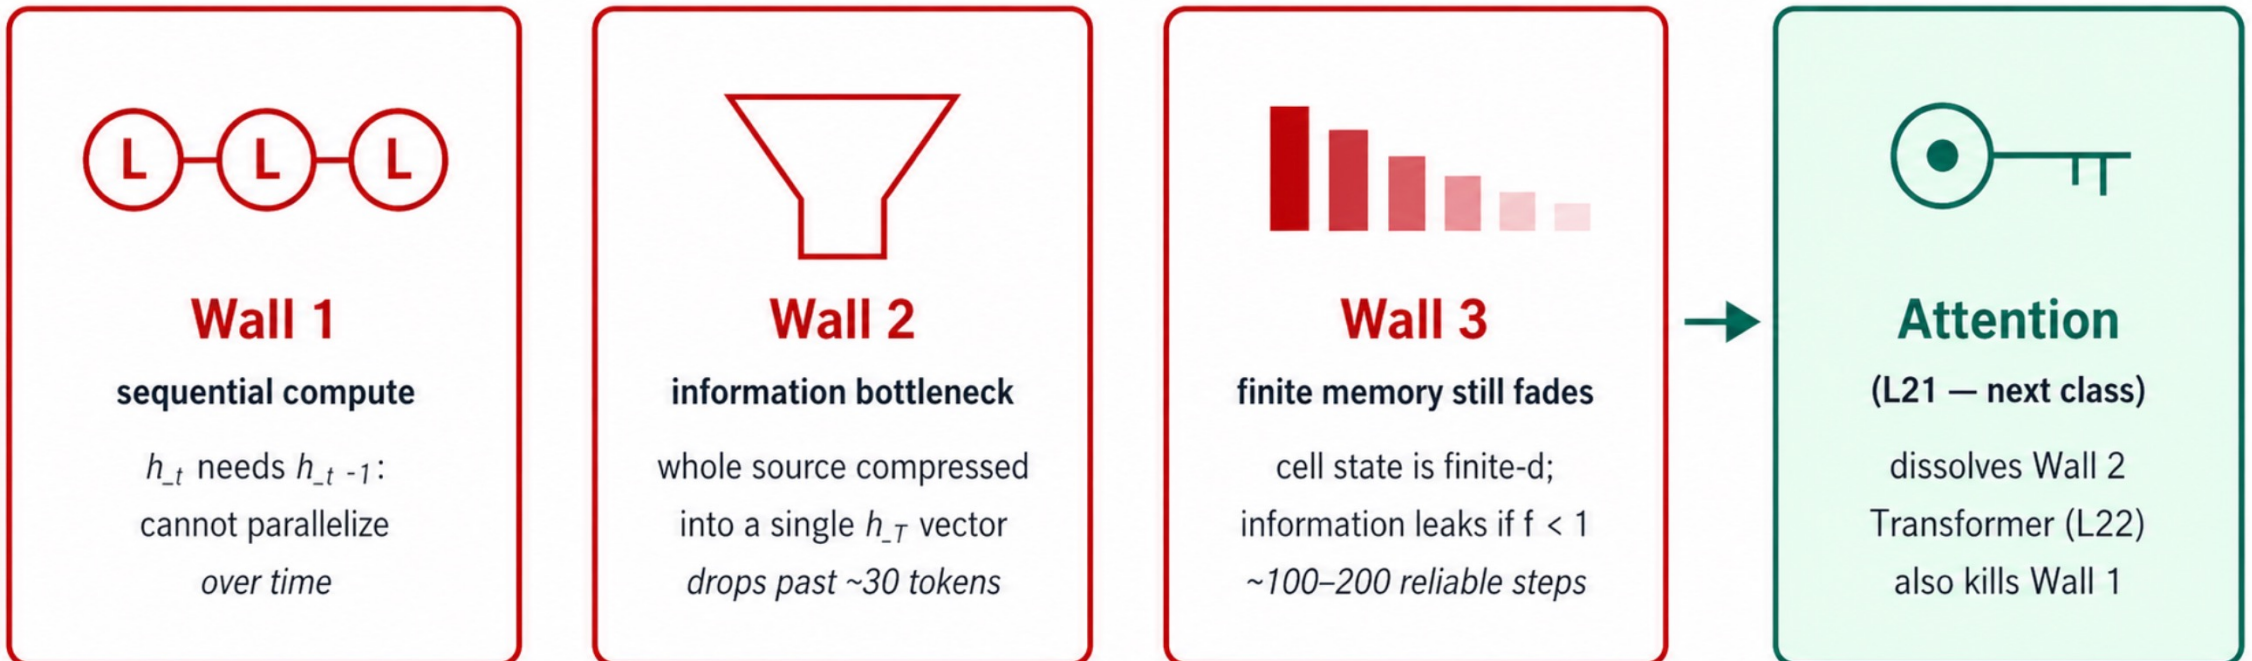 L L L
Wall 1
sequential compute
h_t needs h_t -1:
cannot parallelize
over time
Wall 2
information bottleneck
whole source compressed
into a single h_T vector
drops past ~30 tokens
Wall 3
finite memory still fades
cell state is finite-d;
information leaks if f < 1
~100–200 reliable steps
Attention
(L21 — next class)
dissolves Wall 2
Transformer (L22)
also kills Wall 1